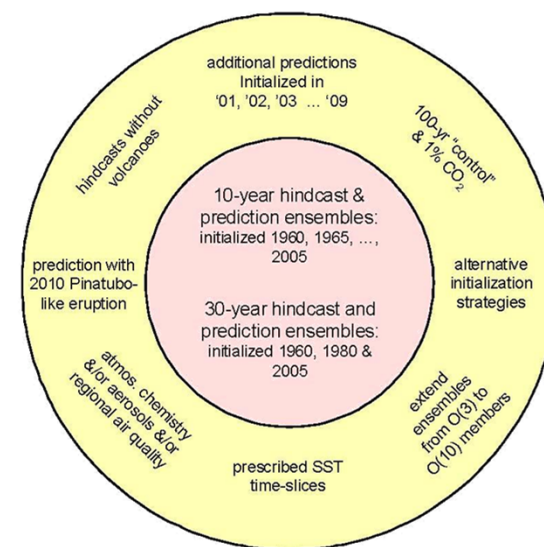 additional predictions
Initialized in
‘01, ’02, ’03 ... ’09
hindcasts without
volcanoes
100-yr “control”
& 1% CO2
10-year hindcast &
prediction ensembles:
initialized 1960, 1965, ...,
2005
prediction with
2010 Pinatubo-
like eruption
alternative
initialization
strategies
30-year hindcast and
prediction ensembles:
initialized 1960, 1980 &
2005
atmos. chemistry
&/or aerosols &/or
regional air quality
extend
ensembles
from O(3) to
O(10) members
prescribed SST
time-slices